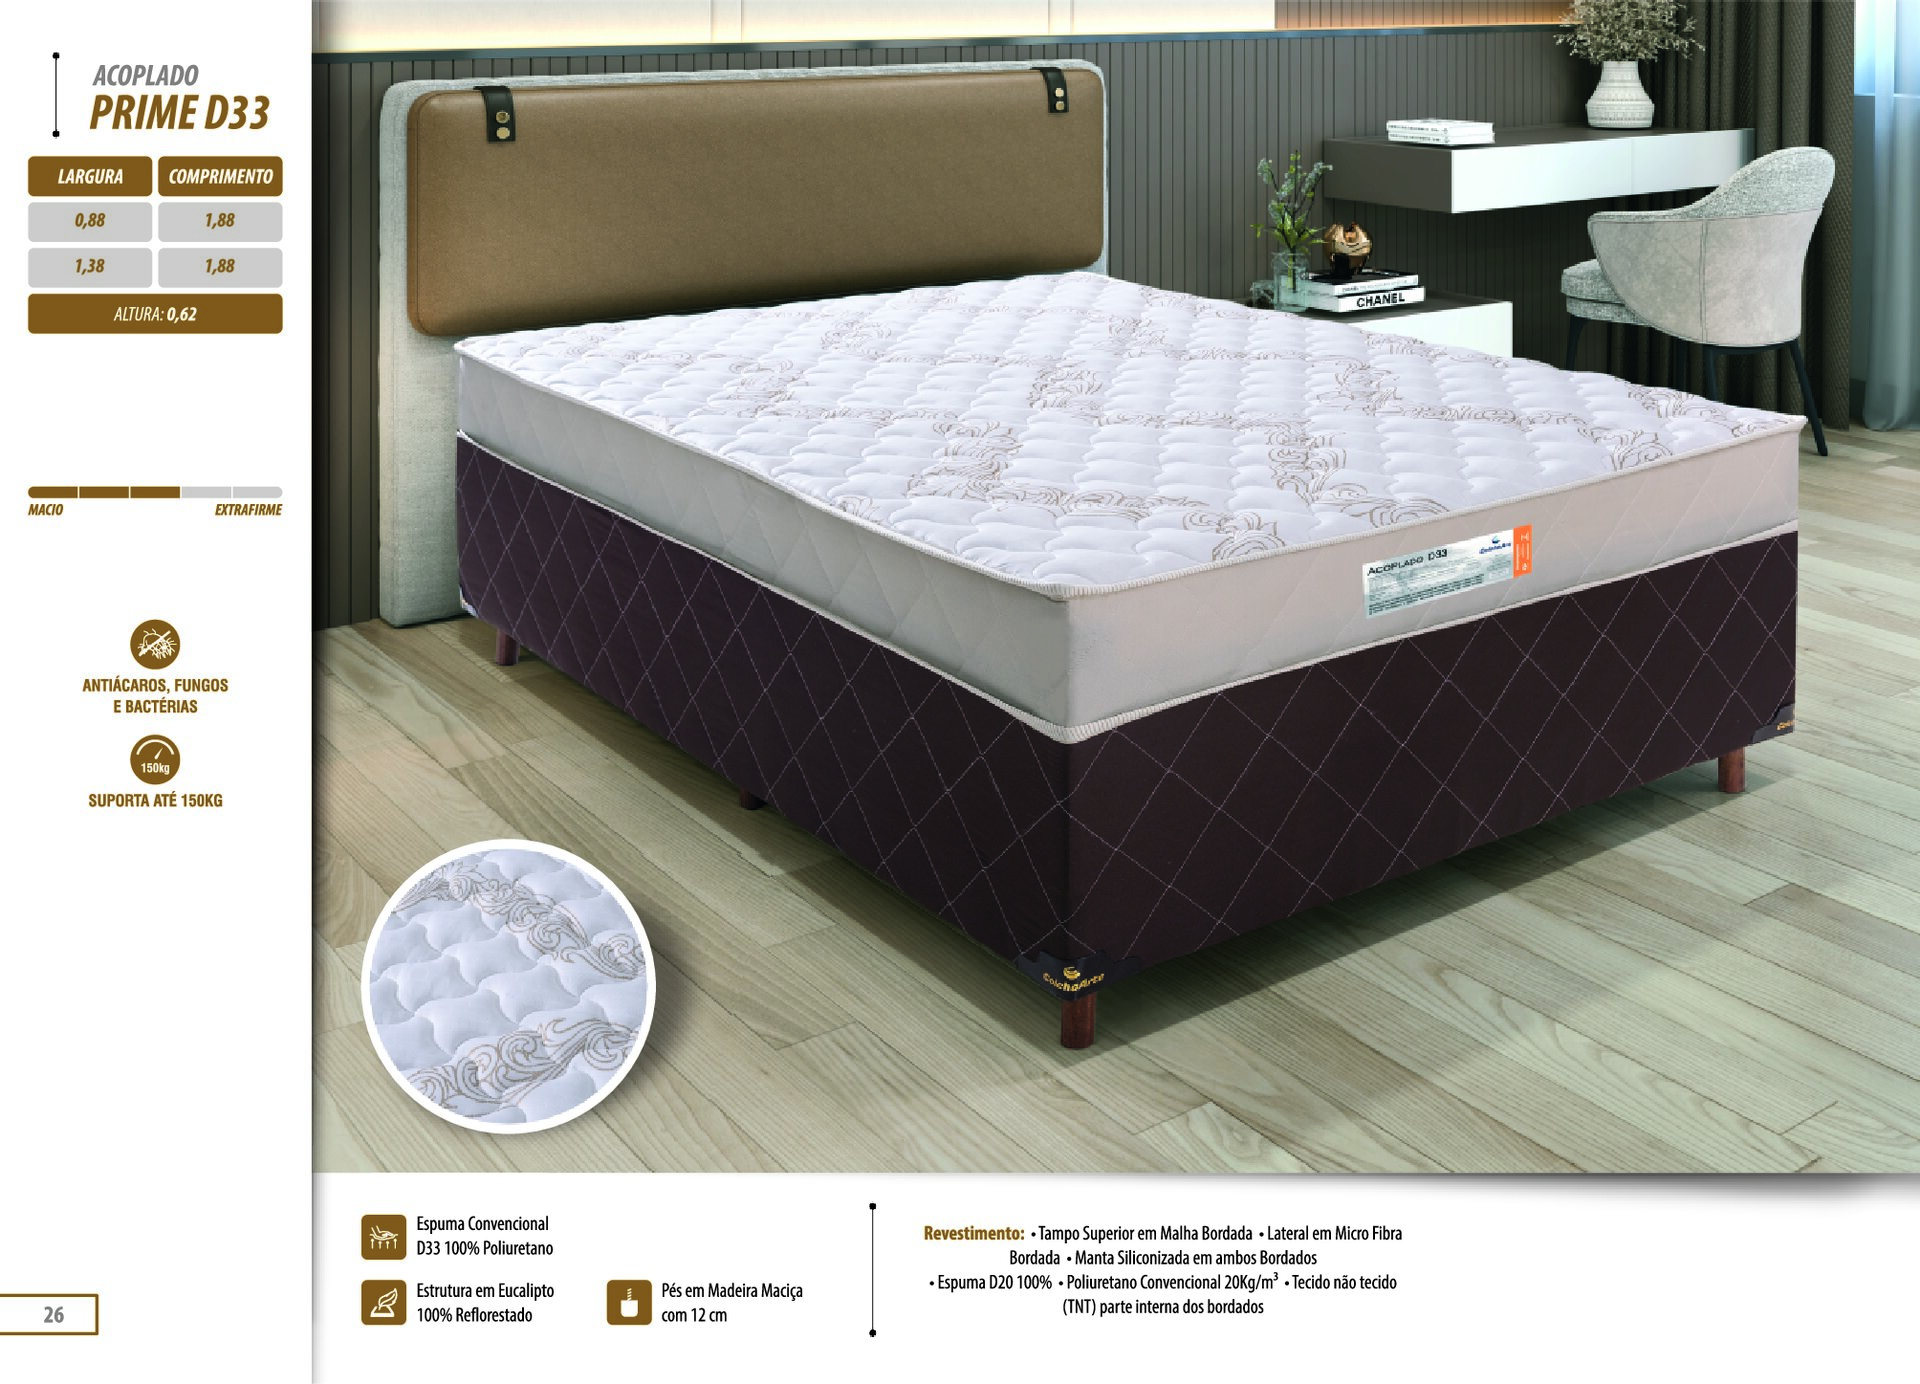 ACOPLADO
PRIME D33
LARGURA COMPRIMENTO
0,88 1,88
1,38 1,88
ALTURA: 0,62
MACIO EXTRAFIRME
ANTIÁCAROS, FUNGOS
E BACTÉRIAS
150kg
SUPORTA ATÉ 150KG
CHANEL
CHANEL
ACOPLADO D33
ColchoArte
ColchoArte
Espuma Convencional
D33 100% Poliuretano
Estrutura em Eucalipto
100% Reflorestado
Pés em Madeira Maciça
com 12 cm
Revestimento: • Tampo Superior em Malha Bordada • Lateral em Micro Fibra
Bordada • Manta Siliconizada em ambos Bordados
• Espuma D20 100% • Poliuretano Convencional 20Kg/m³ • Tecido não tecido
(TNT) parte interna dos bordados
26